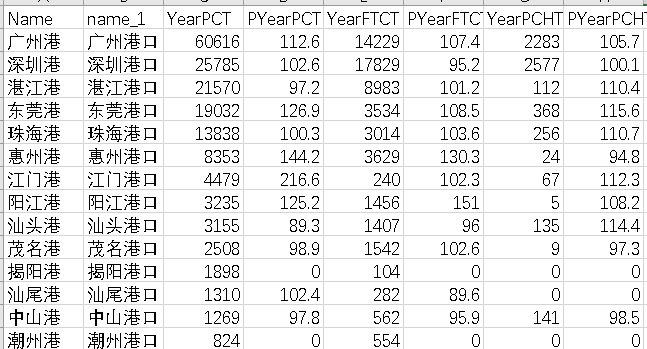 Name name_1 YearPCT PYearPCT YearFTCT PYearFTCT YearPCHT PYearPCHT
广州港 广州港口 60616 112.6 14229 107.4 2283 105.7
深圳港 深圳港口 25785 102.6 17829 95.2 2577 100.1
湛江港 湛江港口 21570 97.2 8983 101.2 112 110.4
东莞港 东莞港口 19032 126.9 3534 108.5 368 115.6
珠海港 珠海港口 13838 100.3 3014 103.6 256 110.7
惠州港 惠州港口 8353 144.2 3629 130.3 24 94.8
江门港 江门港口 4479 216.6 240 102.3 67 112.3
阳江港 阳江港口 3235 125.2 1456 151 5 108.2
汕头港 汕头港口 3155 89.3 1407 96 135 114.4
茂名港 茂名港口 2508 98.9 1542 102.6 9 97.3
揭阳港 揭阳港口 1898 0 104 0 0 0
汕尾港 汕尾港口 1310 102.4 282 89.6 0 0
中山港 中山港口 1269 97.8 562 95.9 141 98.5
潮州港 潮州港口 824 0 554 0 0 0